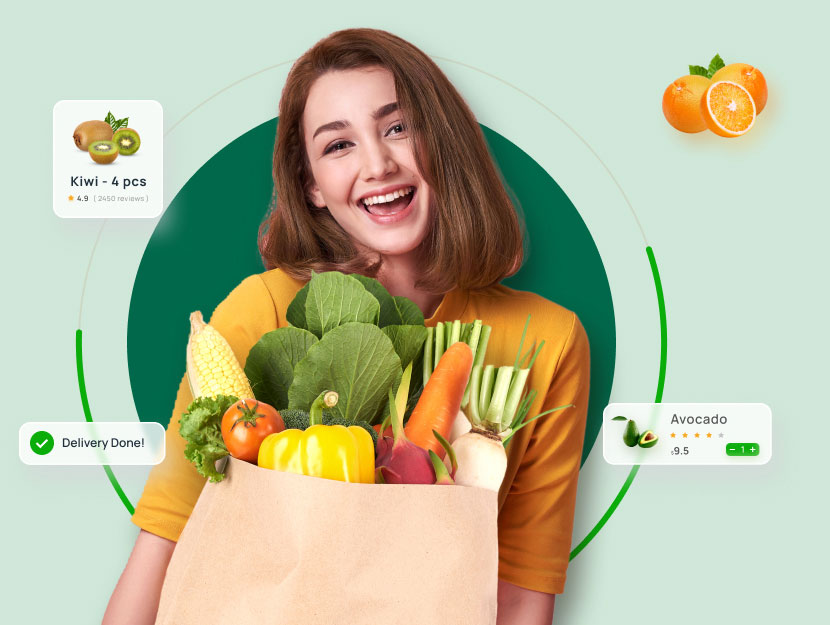 Kiwi - 4 pcs
4.9 ( 2450 reviews )
Delivery Done!
Avocado
$9.5
− 1 +